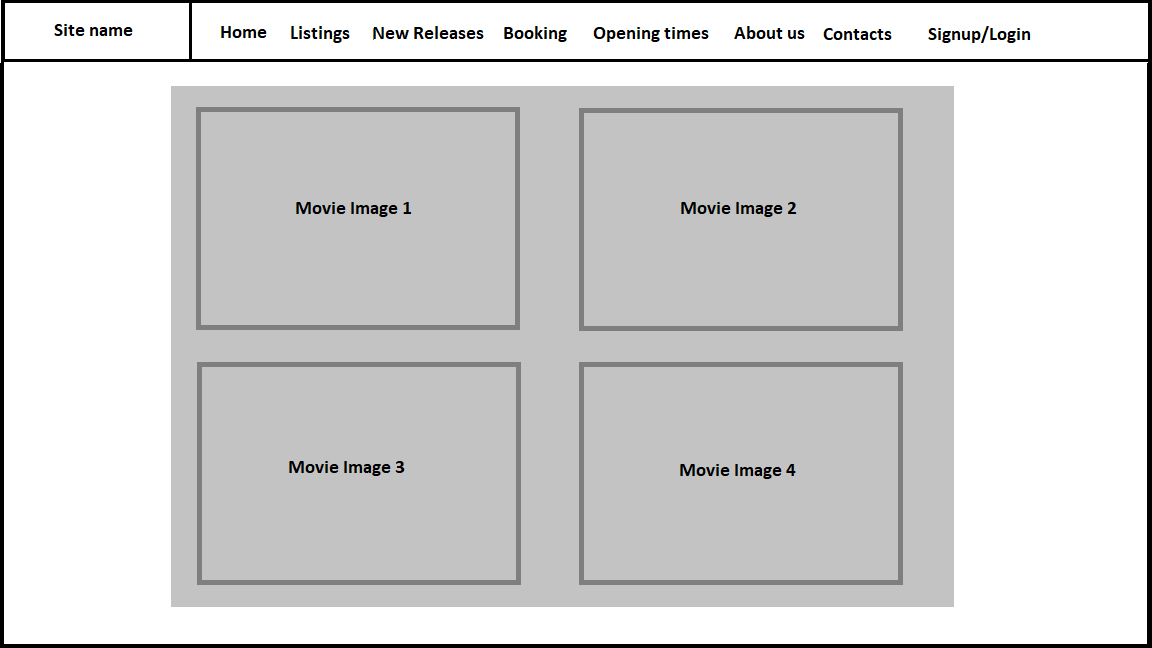 Site name
Home Listings New Releases Booking Opening times About us Contacts Signup/Login
Movie Image 1
Movie Image 2
Movie Image 3
Movie Image 4